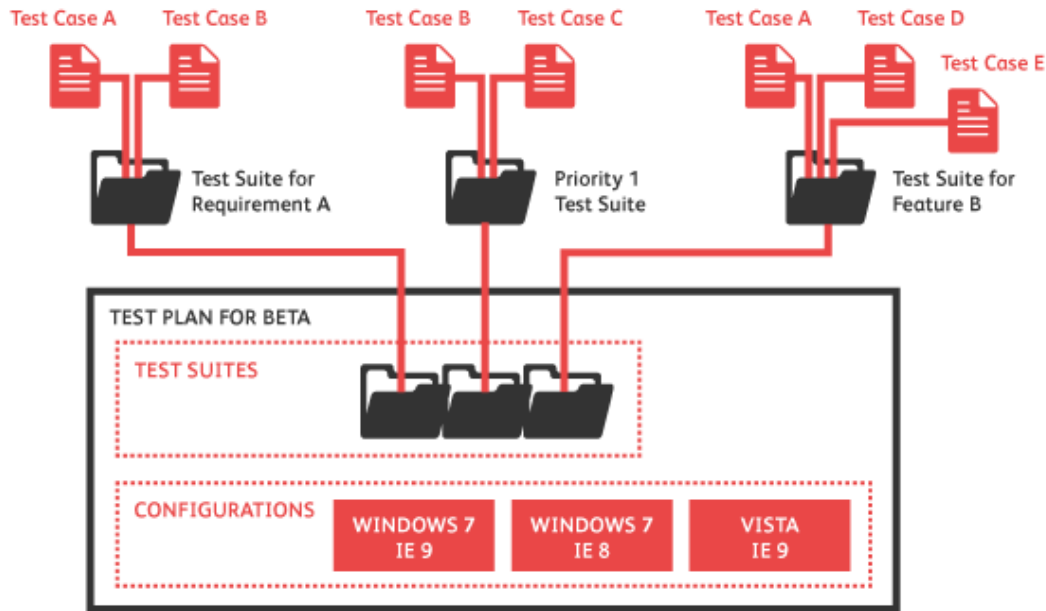 Test Case A
Test Case B
Test Case B
Test Case C
Test Case A
Test Case D
Test Case E
Test Suite for
Requirement A
Priority 1
Test Suite
Test Suite for
Feature B
TEST PLAN FOR BETA
TEST SUITES
CONFIGURATIONS
WINDOWS 7
IE 9
WINDOWS 7
IE 8
VISTA
IE 9